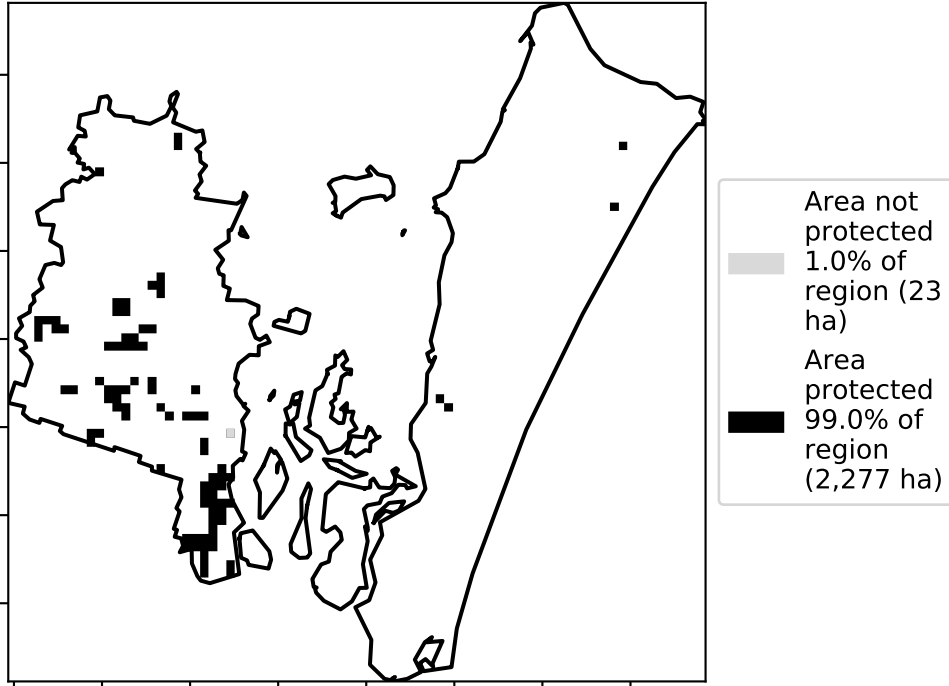 Area not
protected
1.0% of
region (23
ha)
Area
protected
99.0% of
region
(2,277 ha)